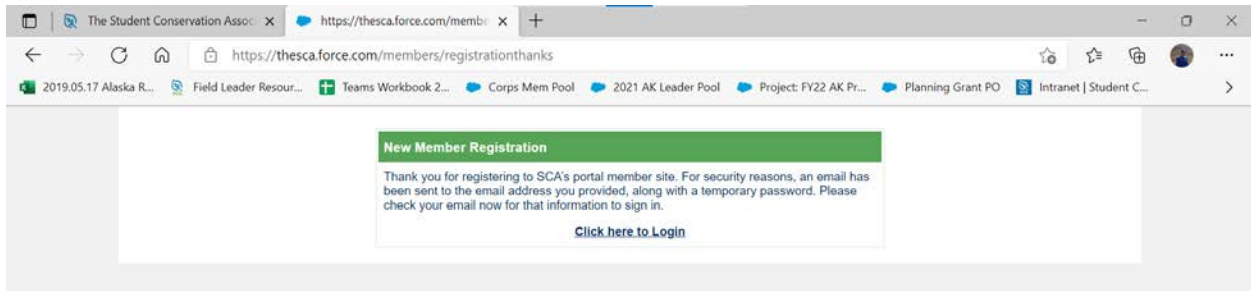 The Student Conservation Assoc
https://thesca.force.com/membe
https://thesca.force.com/members/registrationthanks
2019.05.17 Alaska R...
Field Leader Resour...
Teams Workbook 2...
Corps Mem Pool
2021 AK Leader Pool
Project: FY22 AK Pr...
Planning Grant PO
Intranet | Student C...
New Member Registration
Thank you for registering to SCA's portal member site. For security reasons, an email has
been sent to the email address you provided, along with a temporary password. Please
check your email now for that information to sign in.
Click here to Login